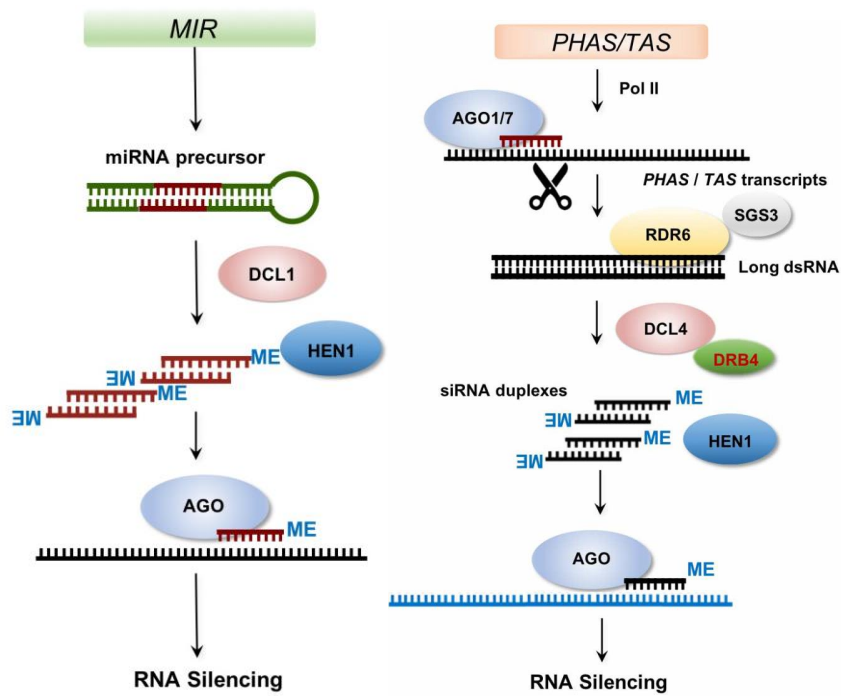 MIR
miRNA precursor
DCL1
HEN1
ME
ME
ME
ME
AGO
ME
RNA Silencing
PHAS/TAS
Pol II
AGO1/7
PHAS / TAS transcripts
SGS3
RDR6
Long dsRNA
DCL4
DRB4
siRNA duplexes
ME
ME
ME
HEN1
ME
AGO
ME
RNA Silencing